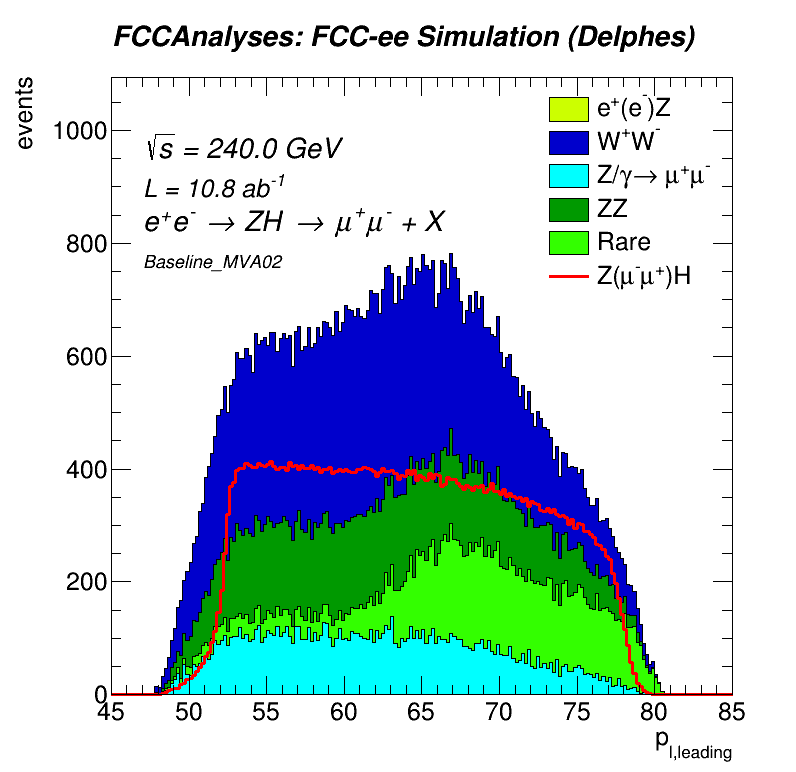 FCCAnalyses: FCC-ee Simulation (Delphes)
events
√s = 240.0 GeV
L = 10.8 ab⁻¹
e⁺e⁻ → ZH → μ⁺μ⁻ + X
Baseline_MVA02
e⁺(e⁻)Z
W⁺W⁻
Z/γ→ μ⁺μ⁻
ZZ
Rare
Z(μ⁻μ⁺)H
1000
800
600
400
200
0
45 50 55 60 65 70 75 80 85
p_l,leading